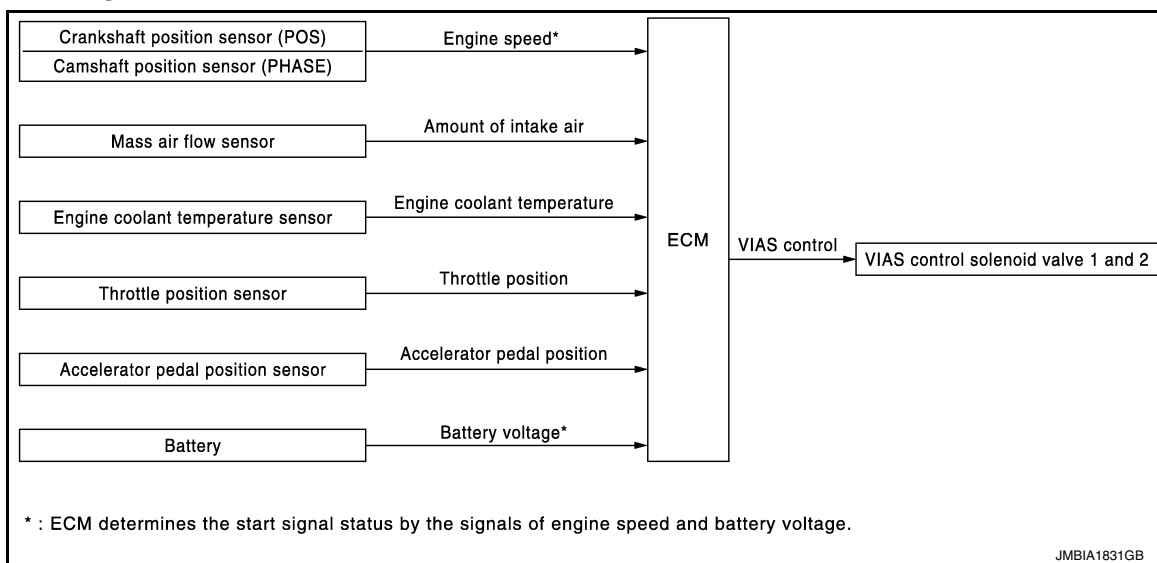 Crankshaft position sensor (POS)
Engine speed*
Camshaft position sensor (PHASE)
Mass air flow sensor
Amount of intake air
Engine coolant temperature sensor
Engine coolant temperature
ECM
VIAS control
VIAS control solenoid valve 1 and 2
Throttle position sensor
Throttle position
Accelerator pedal position sensor
Accelerator pedal position
Battery
Battery voltage*
* : ECM determines the start signal status by the signals of engine speed and battery voltage.
JMBIA1831GB